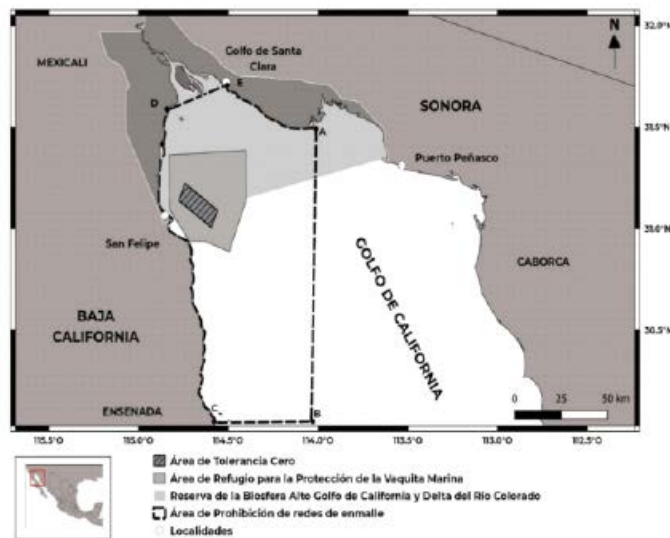 32.0°N
N
Golfo de Santa
Clara
MEXICALI
E
D
SONORA
31.5°N
A
Puerto Peñasco
San Felipe
31.0°N
GOLFO DE CALIFORNIA
CABORCA
BAJA
CALIFORNIA
30.5°N
ENSENADA
C
B
0 25 50 km
115.5°O 115.0°O 114.5°O 114.0°O 113.5°O 113.0°O 112.5°O
Área de Tolerancia Cero
Área de Refugio para la Protección de la Vaquita Marina
Reserva de la Biosfera Alto Golfo de California y Delta del Río Colorado
Área de Prohibición de redes de enmalle
Localidades